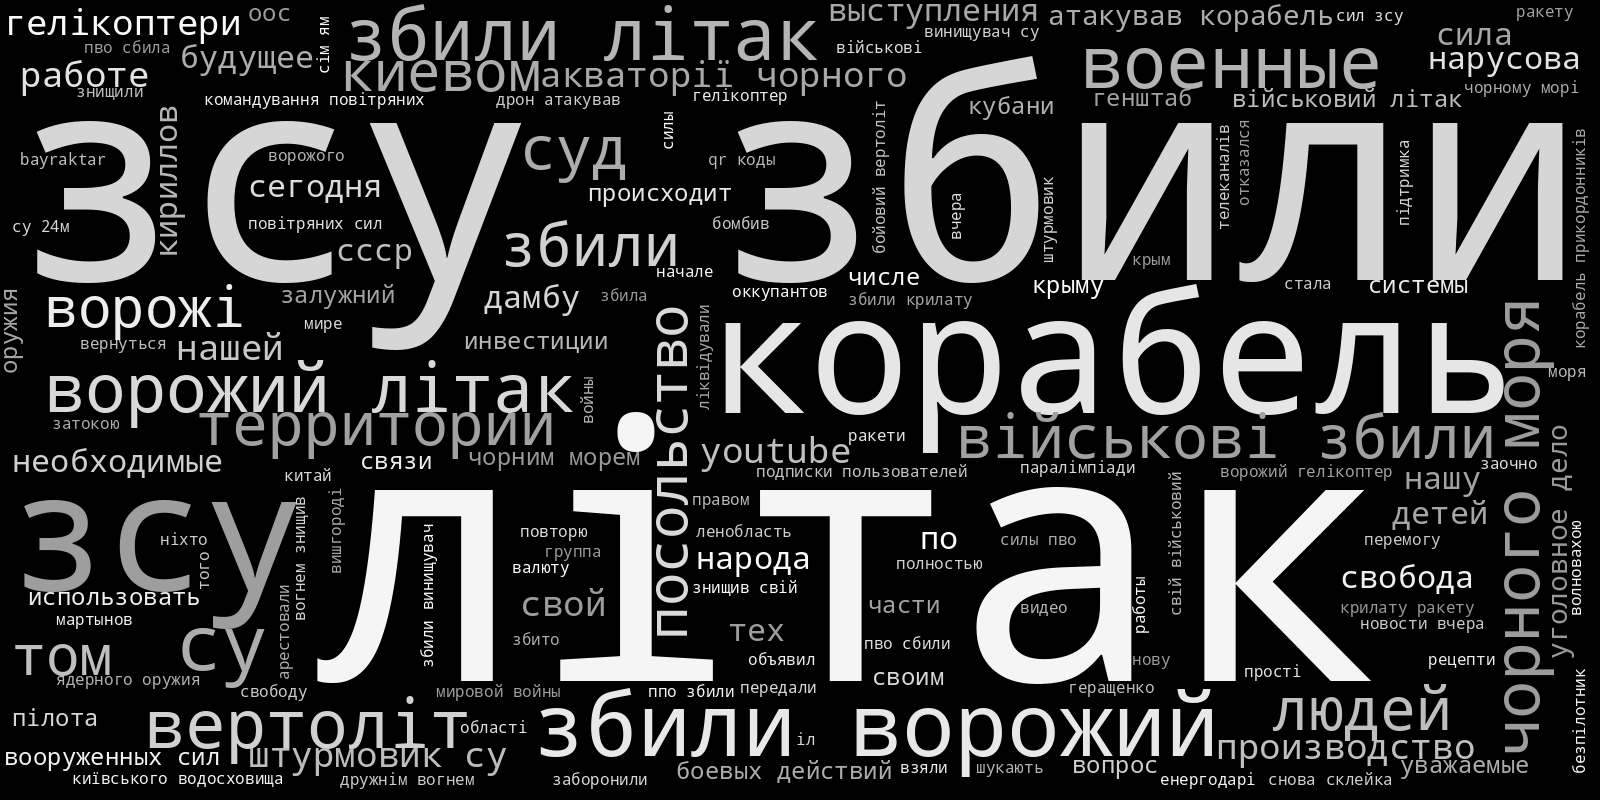 гелікоптери
оос
сім ям
збили літак
выступления
винищувач су
військові
атакував корабель
сил зсу
ракету
сила
нарусова
пво сбила
будущее
работе
знищили
киевом
акваторії чорного
военные
чорному морі
командування повітряних
дрон атакував
гелікоптер
кубани
генштаб
військовий літак
кириллов
зсу збили
bayraktar
ворожого
сегодня
суд
силы
qr коды
происходит
бойовий вертоліт
вчера
штурмовик
телеканалів
отказался
підтримка
корабель прикордонників
су 24м
повітряних сил
ссср
збили
бомбив
крым
начале
числе
оккупантов
збили крилату
крыму
стала
системы
оружия
ворожі
залужний
мире
дамбу
збила
вернуться
нашей
инвестиции
посольство
ліквідували
корабель
чорного моря
моря
ворожий літак
войны
затокою
территории
youtube
ракети
військові збили
необходимые
китай
связи
чорним морем
подписки пользователей
паралімпіади
ворожий гелікоптер
заочно
нашу
уголовное дело
зсу
літак
ніхто
того
вогнем знищив
вишгороді
збили винищувач
повторю
группа
валюту
правом
ленобласть
народа
знищив свій
по
силы пво
полностью
свій військовий
детей
перемогу
свобода
волновахою
использовать
мартынов
свой
збито
части
видео
работы
крилату ракету
новости вчера
том
су
арестовали
тех
объявил
пво сбили
нову
своим
прості
рецепти
ядерного оружия
свободу
мировой войны
ппо збили
передали
геращенко
пілота
вертоліт
області
збили ворожий
іл
людей
безпілотник
вооруженных сил
штурмовик су
производство
київського водосховища
дружнім вогнем
заборонили
боевых действий
взяли
шукають
вопрос
енергодарі
снова склейка
уважаемые